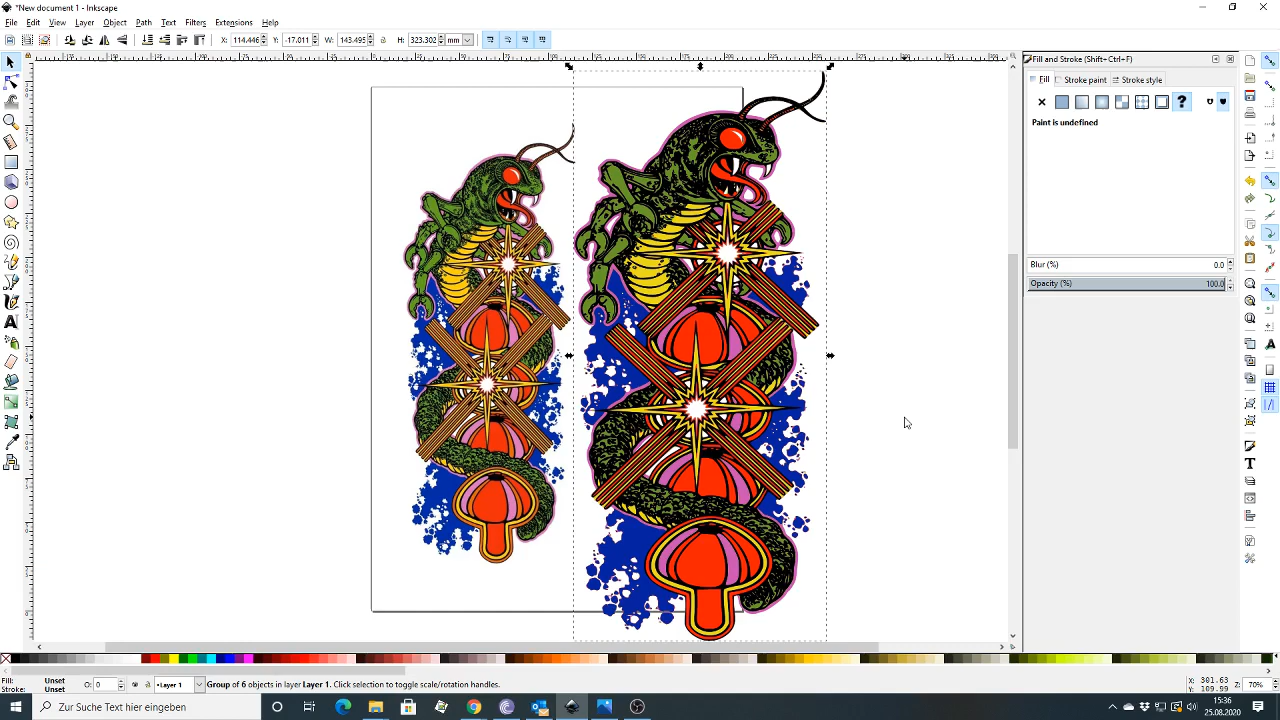 *New document 1 - Inkscape
File Edit View Layer Object Path Text Filters Extensions Help
X: 114.446 Y: -17.011 W: 143.495 H: 323.302 mm
Fill and Stroke (Shift+Ctrl+F)
Fill Stroke paint Stroke style
Paint is undefined
Blur (%) 0.0
Opacity (%) 100.0
Fill: Unset
Stroke: Unset
O: 0
•Layer 1
Group of 6 objects in layer Layer 1. Click selection to toggle scale/rotation handles.
X: 301.63
Y: 109.59
Z: 70%
Zur Suche Text hier eingeben
15:36
25.08.2020